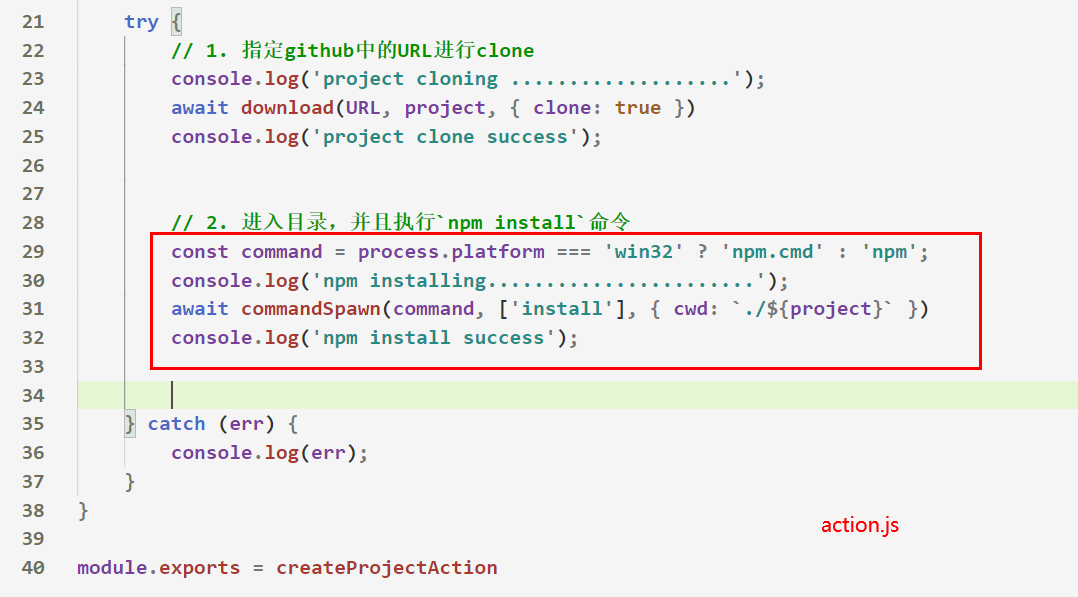 21 try {
22 // 1. 指定github中的URL进行clone
23 console.log('project cloning ...................');
24 await download(URL, project, { clone: true })
25 console.log('project clone success');
26
27
28 // 2. 进入目录，并且执行`npm install`命令
29 const command = process.platform === 'win32' ? 'npm.cmd' : 'npm';
30 console.log('npm installing.......................');
31 await commandSpawn(command, ['install'], { cwd: `./${project}` })
32 console.log('npm install success');
33
34
35 } catch (err) {
36 console.log(err);
37 }
38 }
action.js
39
40 module.exports = createProjectAction